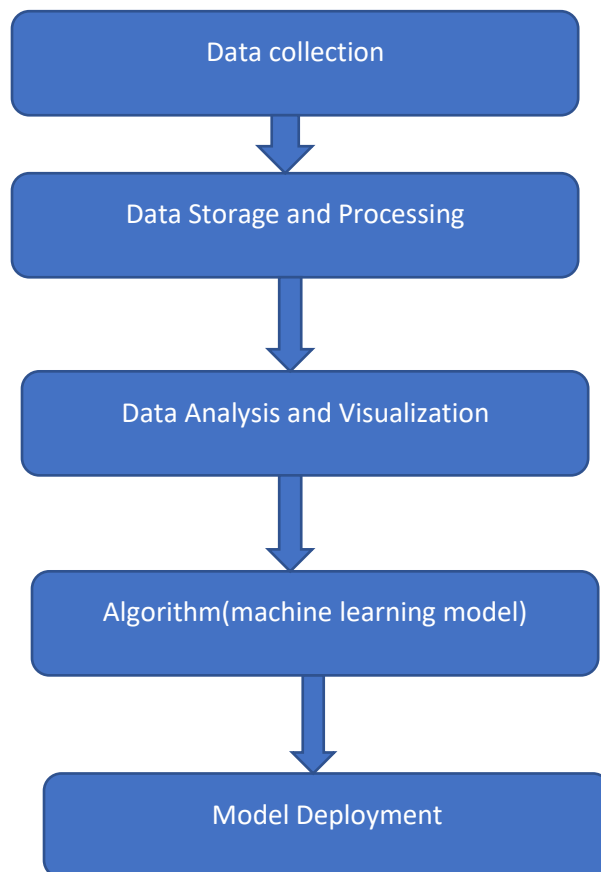 Data collection
Data Storage and Processing
Data Analysis and Visualization
Algorithm(machine learning model)
Model Deployment